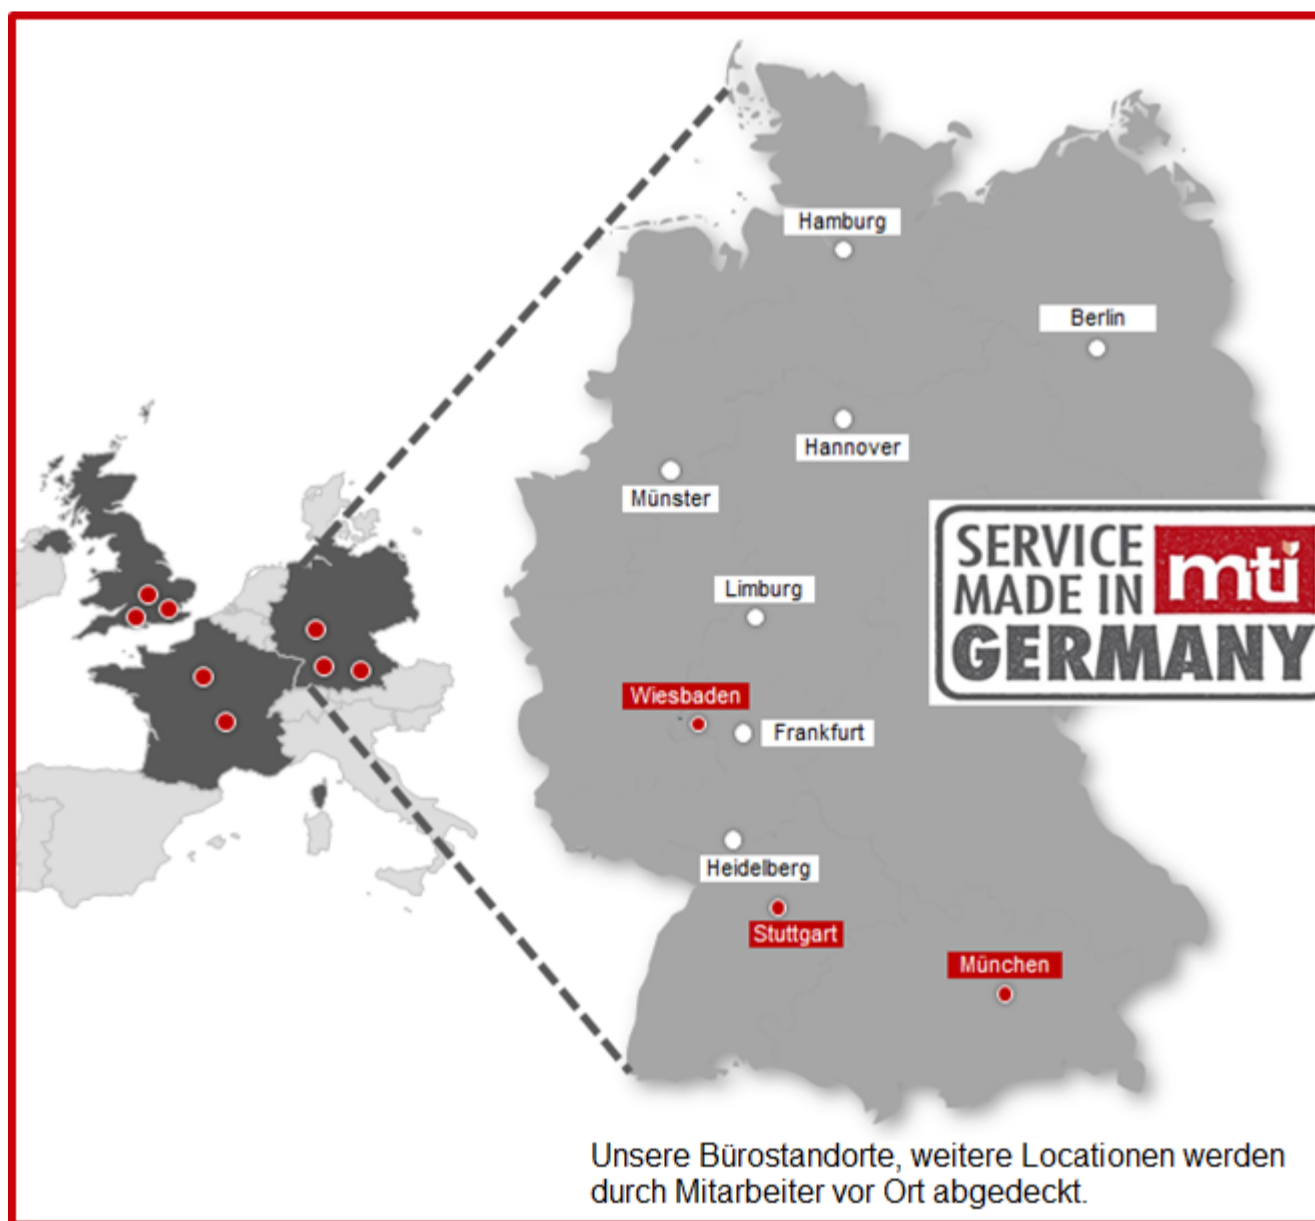 Hamburg
Berlin
Hannover
Münster
SERVICE
MADE IN
mti
GERMANY
Limburg
Wiesbaden
Frankfurt
Heidelberg
Stuttgart
München
Unsere Bürostandorte, weitere Locationen werden
durch Mitarbeiter vor Ort abgedeckt.